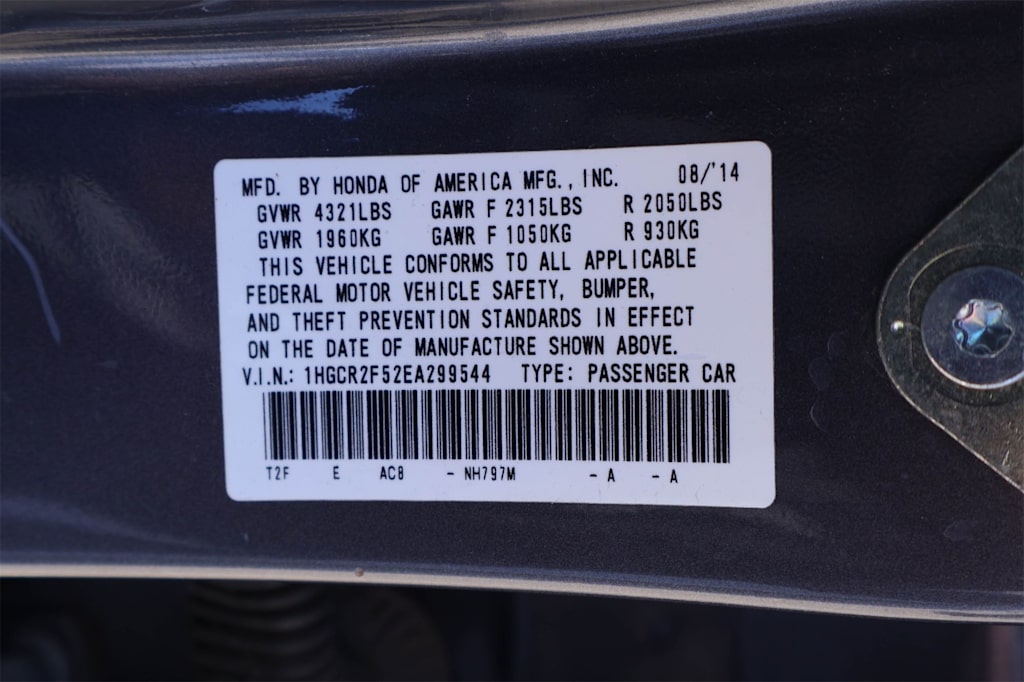 MFD. BY HONDA OF AMERICA MFG., INC. 08/'14
GVWR 4321LBS GAWR F 2315LBS R 2050LBS
GVWR 1960KG GAWR F 1050KG R 930KG
THIS VEHICLE CONFORMS TO ALL APPLICABLE
FEDERAL MOTOR VEHICLE SAFETY, BUMPER,
AND THEFT PREVENTION STANDARDS IN EFFECT
ON THE DATE OF MANUFACTURE SHOWN ABOVE.
V.I.N.: 1HGCR2F52EA299544 TYPE: PASSENGER CAR
T2F E AC8 - NH797M - A - A